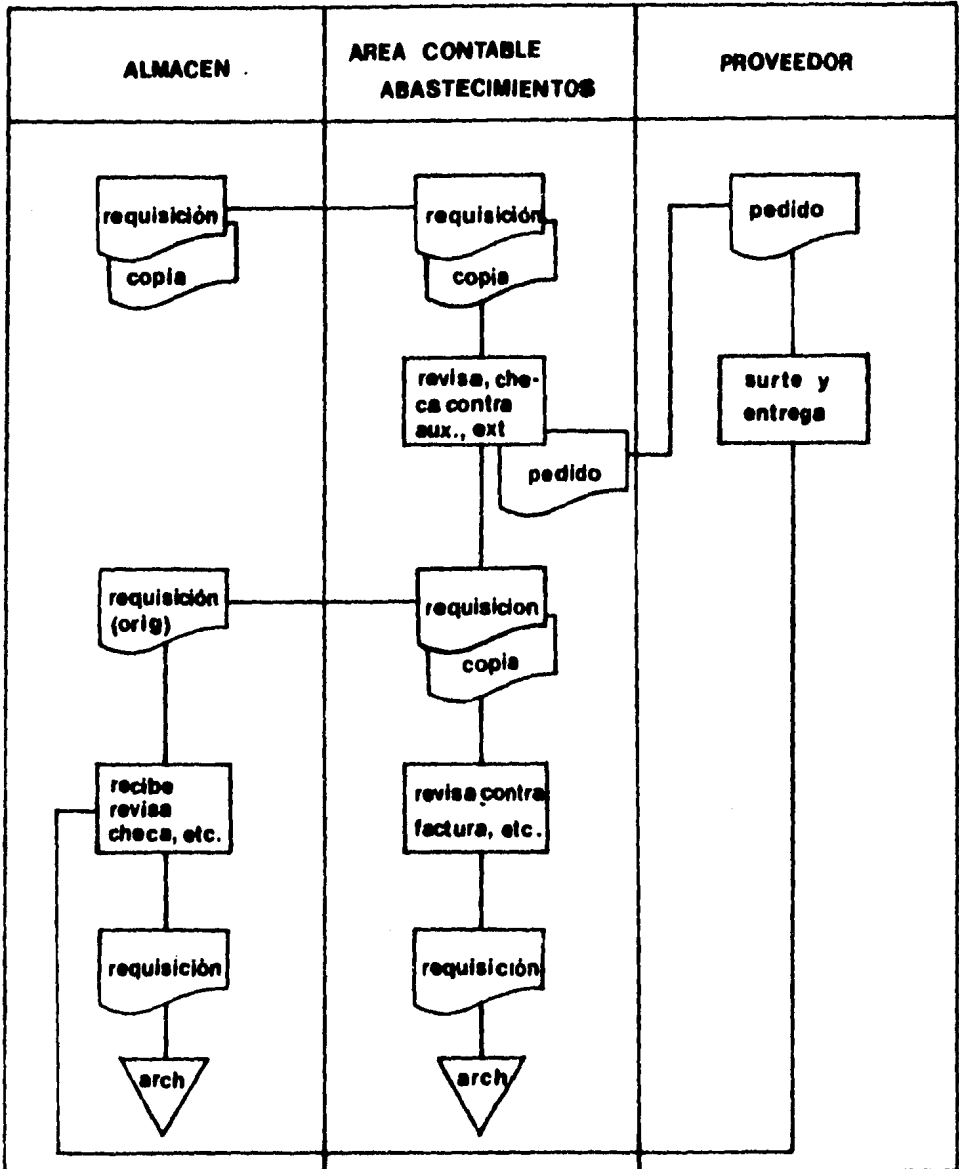 ALMACEN
AREA CONTABLE
ABASTECIMIENTOS
PROVEEDOR
requisición
copia
requisición
copia
pedido
revisa, che-
ca contra
aux., ext
pedido
surte y
entrega
requisición
(orig)
requisicion
copia
recibe
revisa
checa, etc.
revisa contra
factura, etc.
requisición
requisición
arch
arch